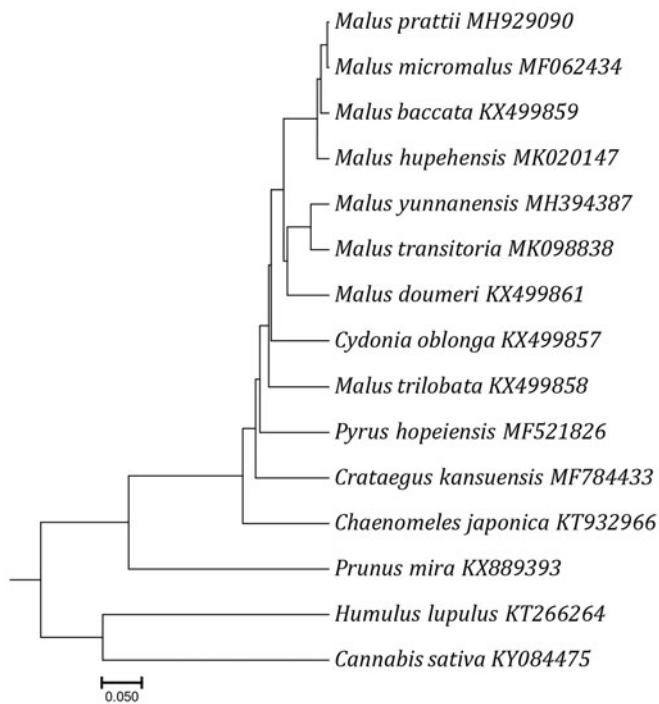 Malus prattii MH929090
Malus micromalus MF062434
Malus baccata KX499859
Malus hupehensis MK020147
Malus yunnanensis MH394387
Malus transitoria MK098838
Malus doumeri KX499861
Cydonia oblonga KX499857
Malus trilobata KX499858
Pyrus hopeiensis MF521826
Crataegus kansuensis MF784433
Chaenomeles japonica KT932966
Prunus mira KX889393
Humulus lupulus KT266264
Cannabis sativa KY084475
0.050